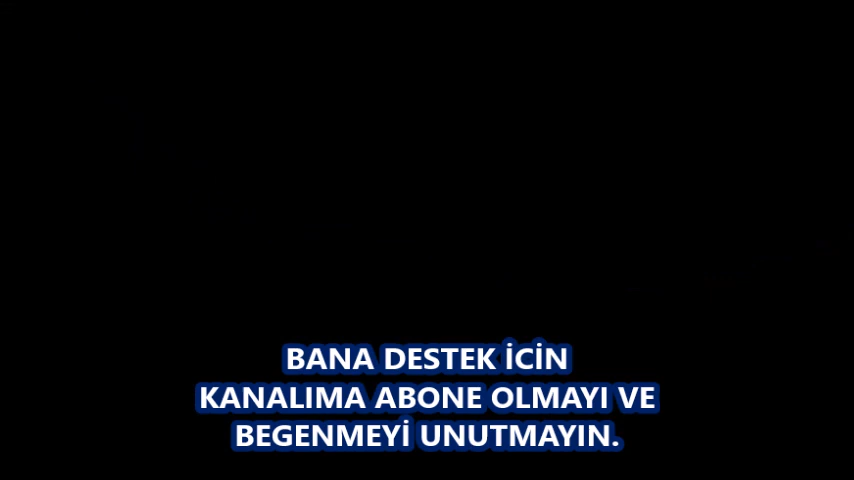 BANA DESTEK İCİN
KANALIMA ABONE OLMAYI VE
BEGENMEYİ UNUTMAYIN.